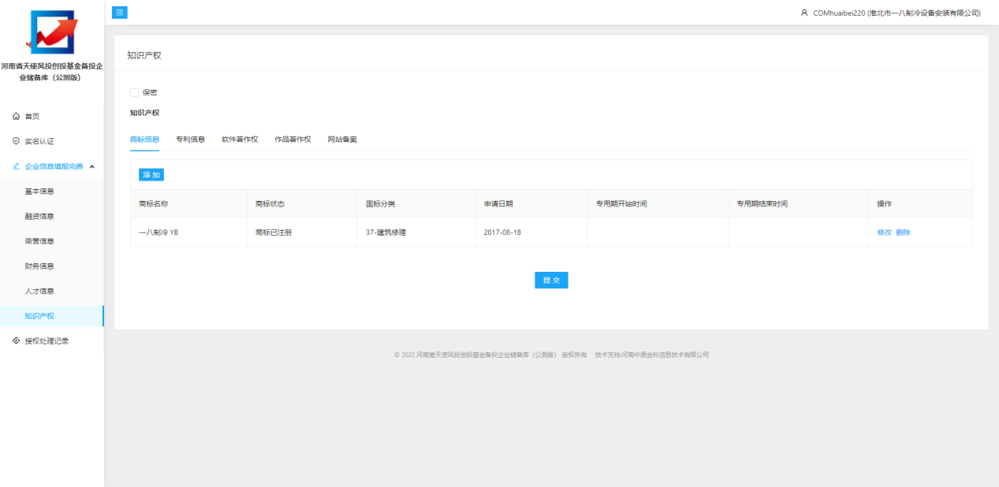 COMhuaibei220 (淮北市一八制冷设备安装有限公司)
河南省天使风投创投基金备投企
业储备库（公测版）
首页
实名认证
企业信息填报完善
基本信息
融资信息
荣誉信息
财务信息
人才信息
知识产权
授权处理记录
知识产权
保密
知识产权
商标信息 专利信息 软件著作权 作品著作权 网站备案
添 加
商标名称 商标状态 国标分类 申请日期 专用期开始时间 专用期结束时间 操作
一八制冷 YB 商标已注册 37-建筑修理 2017-08-18 修改 删除
提 交
© 2022 河南省天使风投创投基金备投企业储备库（公测版） 版权所有 技术支持:河南中原金科信息技术有限公司